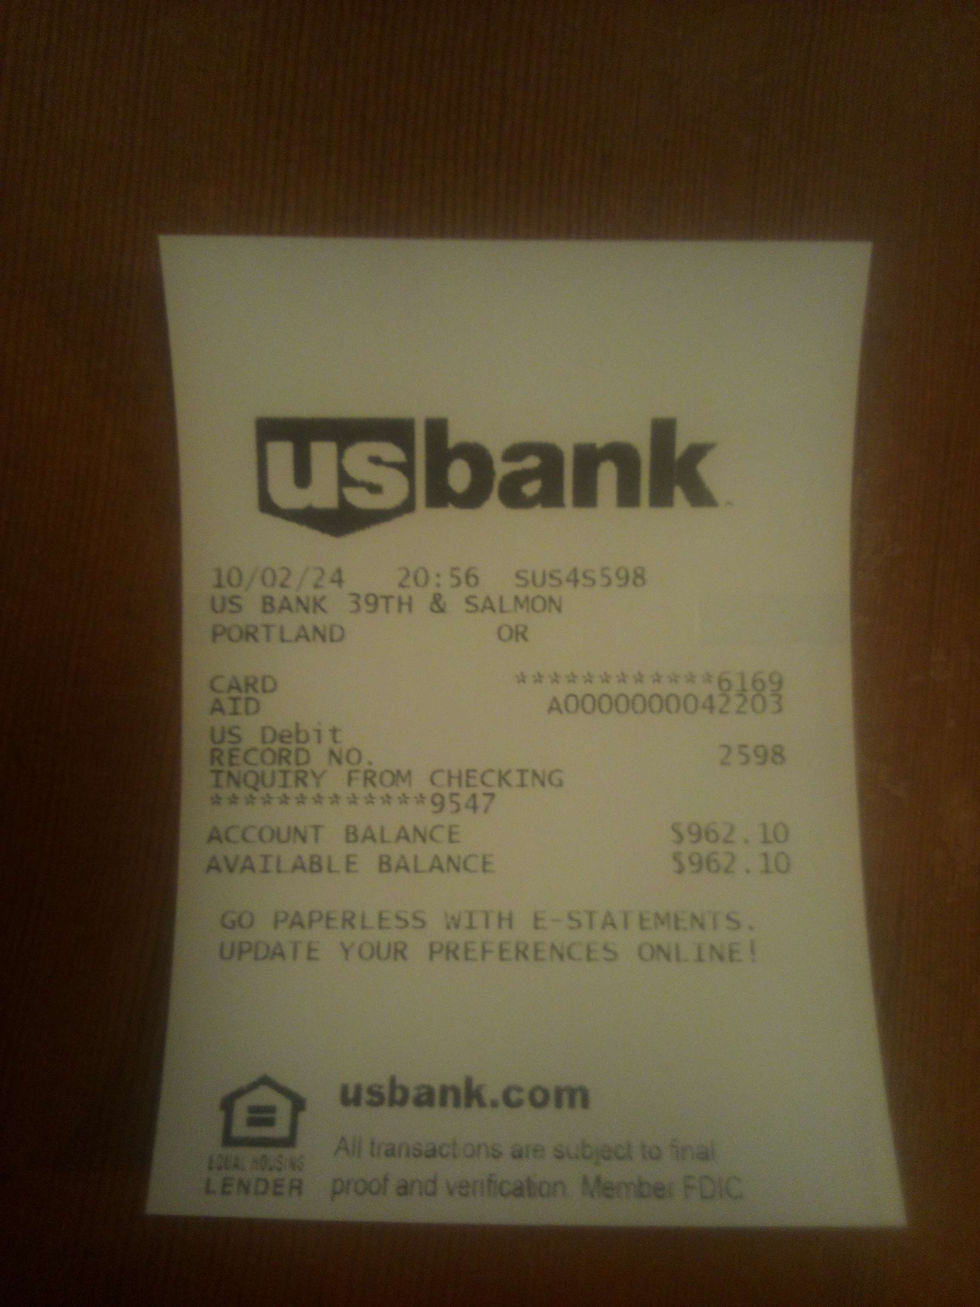 usbank
10/02/24 20:56 SUS4S598
US BANK 39TH & SALMON
PORTLAND OR
CARD ************6169
AID A0000000042203
US Debit
RECORD NO. 2598
INQUIRY FROM CHECKING
*************9547
ACCOUNT BALANCE $962.10
AVAILABLE BALANCE $962.10
GO PAPERLESS WITH E-STATEMENTS.
UPDATE YOUR PREFERENCES ONLINE!
usbank.com
EQUAL HOUSING
LENDER
All transactions are subject to final
proof and verification. Member FDIC